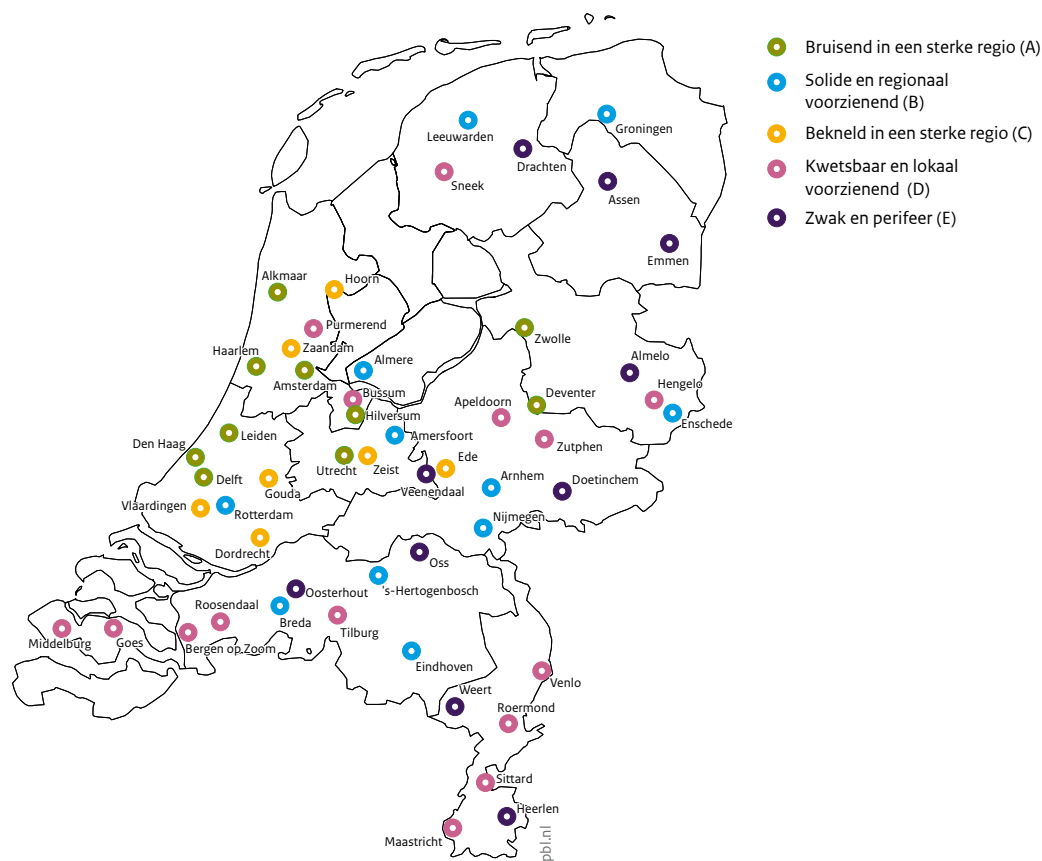 Bruisend in een sterke regio (A)
Solide en regionaal
voorzienend (B)
Bekneld in een sterke regio (C)
Kwetsbaar en lokaal
voorzienend (D)
Zwak en perifeer (E)
Leeuwarden
Groningen
Drachten
Sneek
Assen
Emmen
Alkmaar
Hoorn
Purmerend
Zwolle
Zaandam
Haarlem
Almere
Almelo
Amsterdam
Hengelo
Bussum
Deventer
Apeldoorn
Hilversum
Enschede
Leiden
Amersfoort
Zutphen
Den Haag
Utrecht
Zeist
Ede
Delft
Arnhem
Doetinchem
Gouda
Veenendaal
Vlaardingen
Rotterdam
Nijmegen
Dordrecht
Oss
's-Hertogenbosch
Oosterhout
Roosendaal
Breda
Tilburg
Middelburg
Goes
Bergen op Zoom
Eindhoven
Venlo
Weert
Roermond
Sittard
Heerlen
Maastricht
pbl.nl